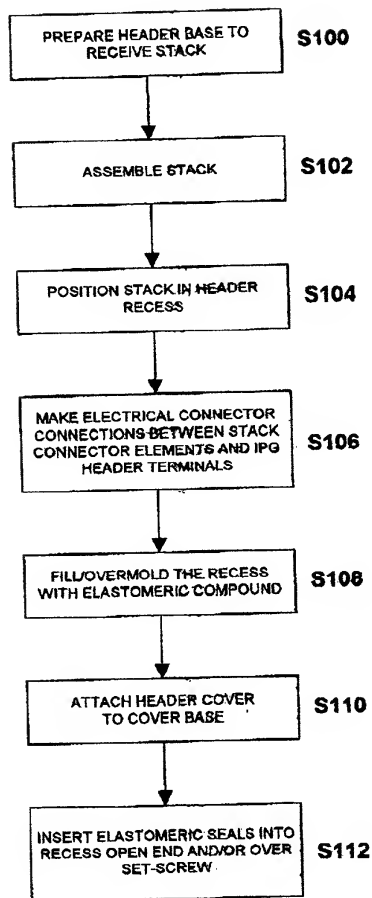 PREPARE HEADER BASE TO
RECEIVE STACK
S100
ASSEMBLE STACK
S102
POSITION STACK IN HEADER
RECESS
S104
MAKE ELECTRICAL CONNECTOR
CONNECTIONS BETWEEN STACK
CONNECTOR ELEMENTS AND IPG
HEADER TERMINALS
S106
FILL/OVERMOLD THE RECESS
WITH ELASTOMERIC COMPOUND
S108
ATTACH HEADER COVER
TO COVER BASE
S110
INSERT ELASTOMERIC SEALS INTO
RECESS OPEN END AND/OR OVER
SET-SCREW
S112